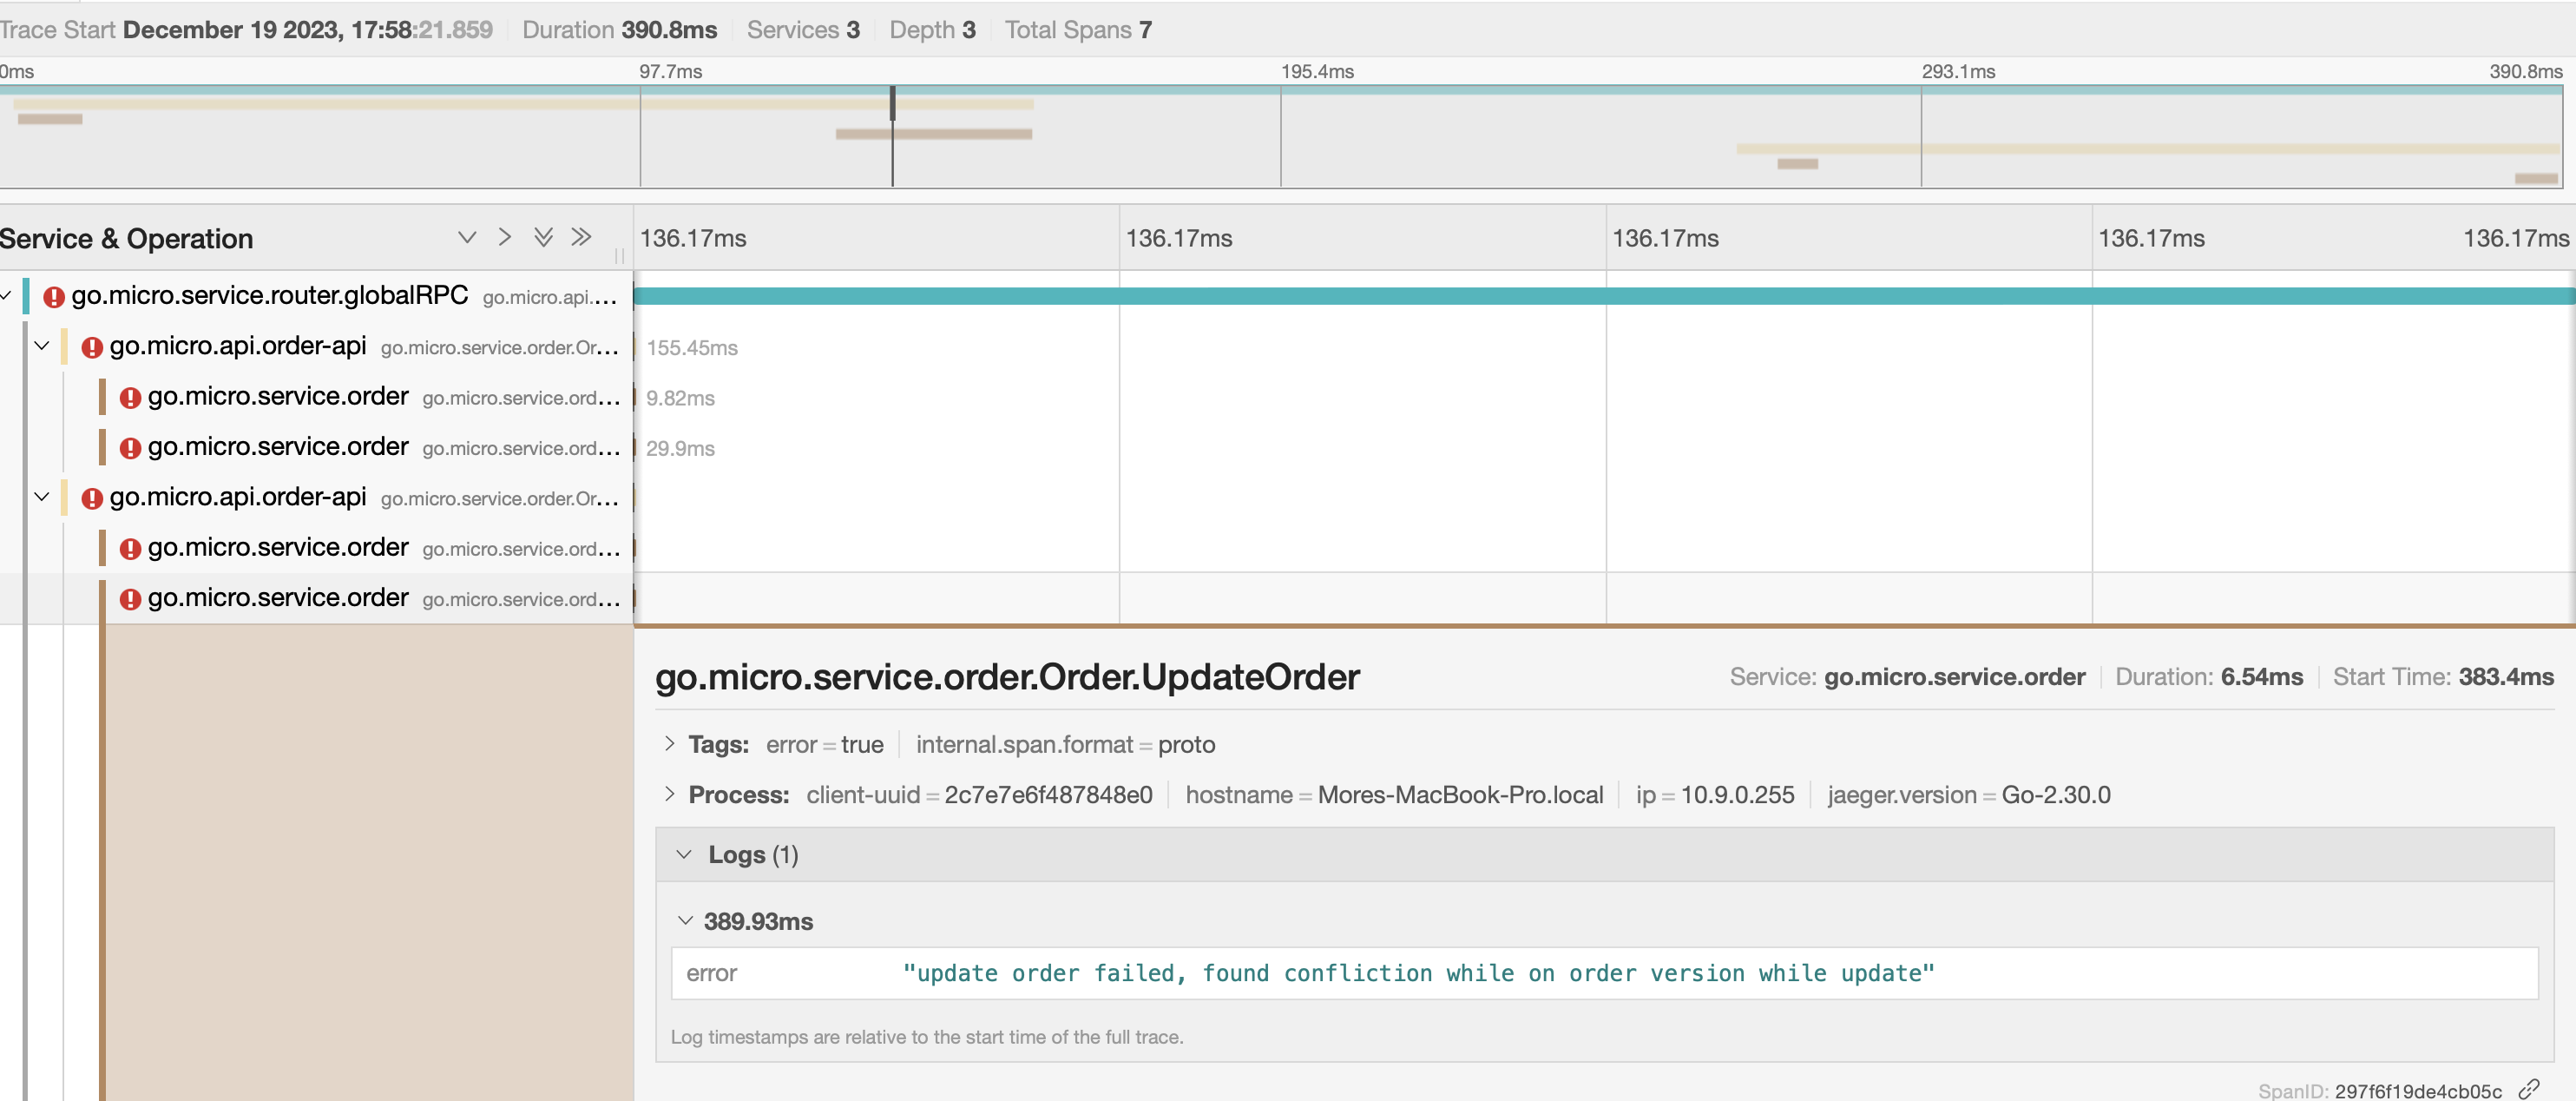 Trace Start December 19 2023, 17:58:21.859 Duration 390.8ms Services 3 Depth 3 Total Spans 7
0ms 97.7ms 195.4ms 293.1ms 390.8ms
Service & Operation 136.17ms 136.17ms 136.17ms 136.17ms 136.17ms
go.micro.service.router.globalRPC go.micro.api....
go.micro.api.order-api go.micro.service.order.Or... 155.45ms
go.micro.service.order go.micro.service.ord... 9.82ms
go.micro.service.order go.micro.service.ord... 29.9ms
go.micro.api.order-api go.micro.service.order.Or...
go.micro.service.order go.micro.service.ord...
go.micro.service.order go.micro.service.ord...
go.micro.service.order.Order.UpdateOrder Service: go.micro.service.order Duration: 6.54ms Start Time: 383.4ms
Tags: error = true internal.span.format = proto
Process: client-uuid = 2c7e7e6f487848e0 hostname = Mores-MacBook-Pro.local ip = 10.9.0.255 jaeger.version = Go-2.30.0
Logs (1)
389.93ms
error "update order failed, found confliction while on order version while update"
Log timestamps are relative to the start time of the full trace.
SpanID: 297f6f19de4cb05c